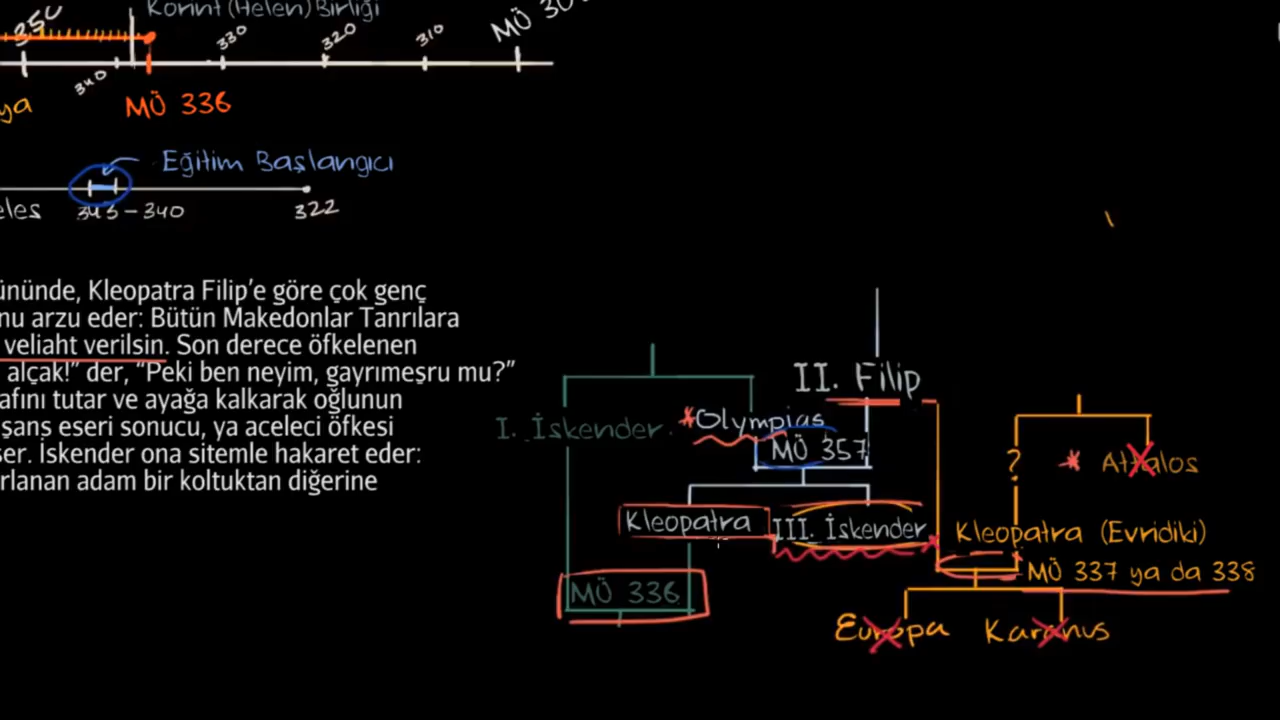 Korint (Helen) Birliği
350
340
330
320
310
MÖ 30
ya
MÖ 336
Eğitim Başlangıcı
eles
343 - 340
322
ününde, Kleopatra Filip’e göre çok genç
nu arzu eder: Bütün Makedonlar Tanrılara
veliaht verilsin. Son derece öfkelenen
alçak!” der, “Peki ben neyim, gayrımeşru mu?”
afını tutar ve ayağa kalkarak oğlunun
şans eseri sonucu, ya aceleci öfkesi
ser. İskender ona sitemle hakaret eder:
rlanan adam bir koltuktan diğerine
II. Filip
I. İskender
*Olympias
MÖ 357
?
* Attalos
Kleopatra
III. İskender
Kleopatra (Evridiki)
MÖ 336
MÖ 337 ya da 338
Europa
Karanus